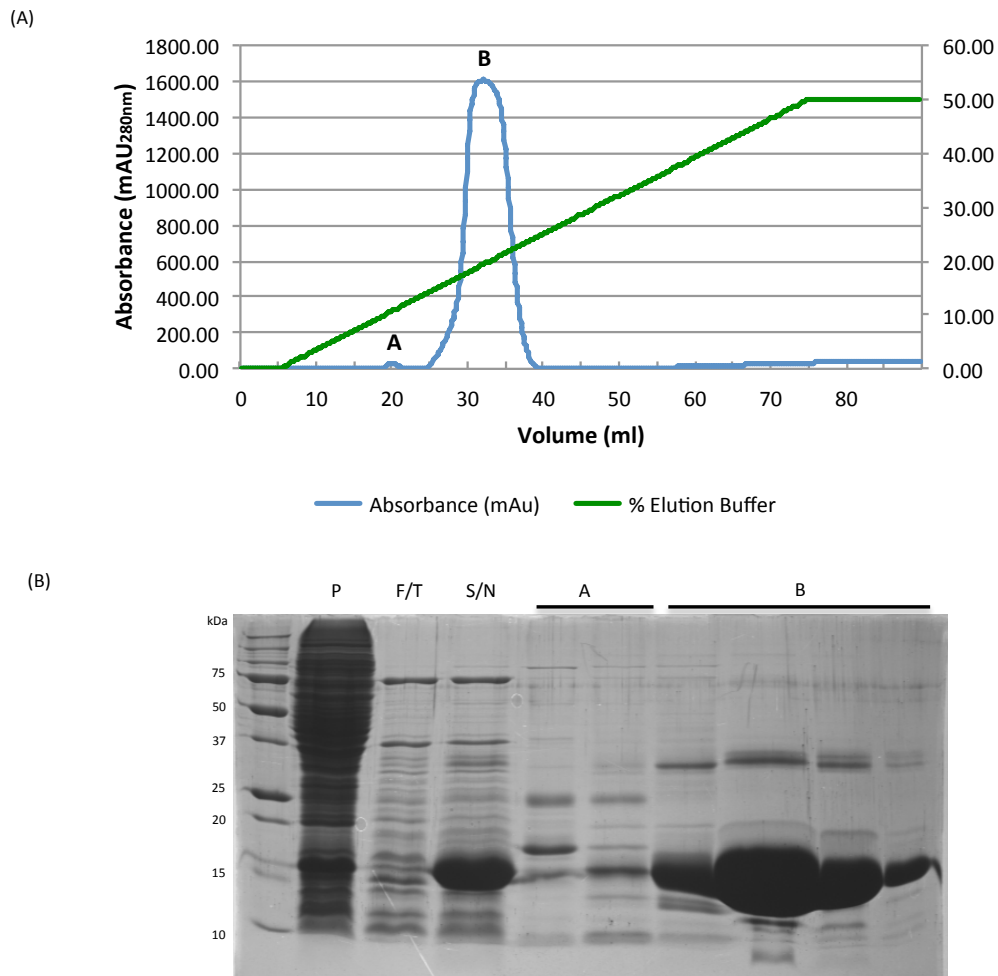 (A)
1800.00
1600.00
1400.00
1200.00
1000.00
800.00
600.00
400.00
200.00
0.00
Absorbance (mAU280nm)
B
A
60.00
50.00
40.00
30.00
20.00
10.00
0.00
0 10 20 30 40 50 60 70 80
Volume (ml)
Absorbance (mAu) % Elution Buffer
(B)
P F/T S/N A B
kDa
75
50
37
25
20
15
10